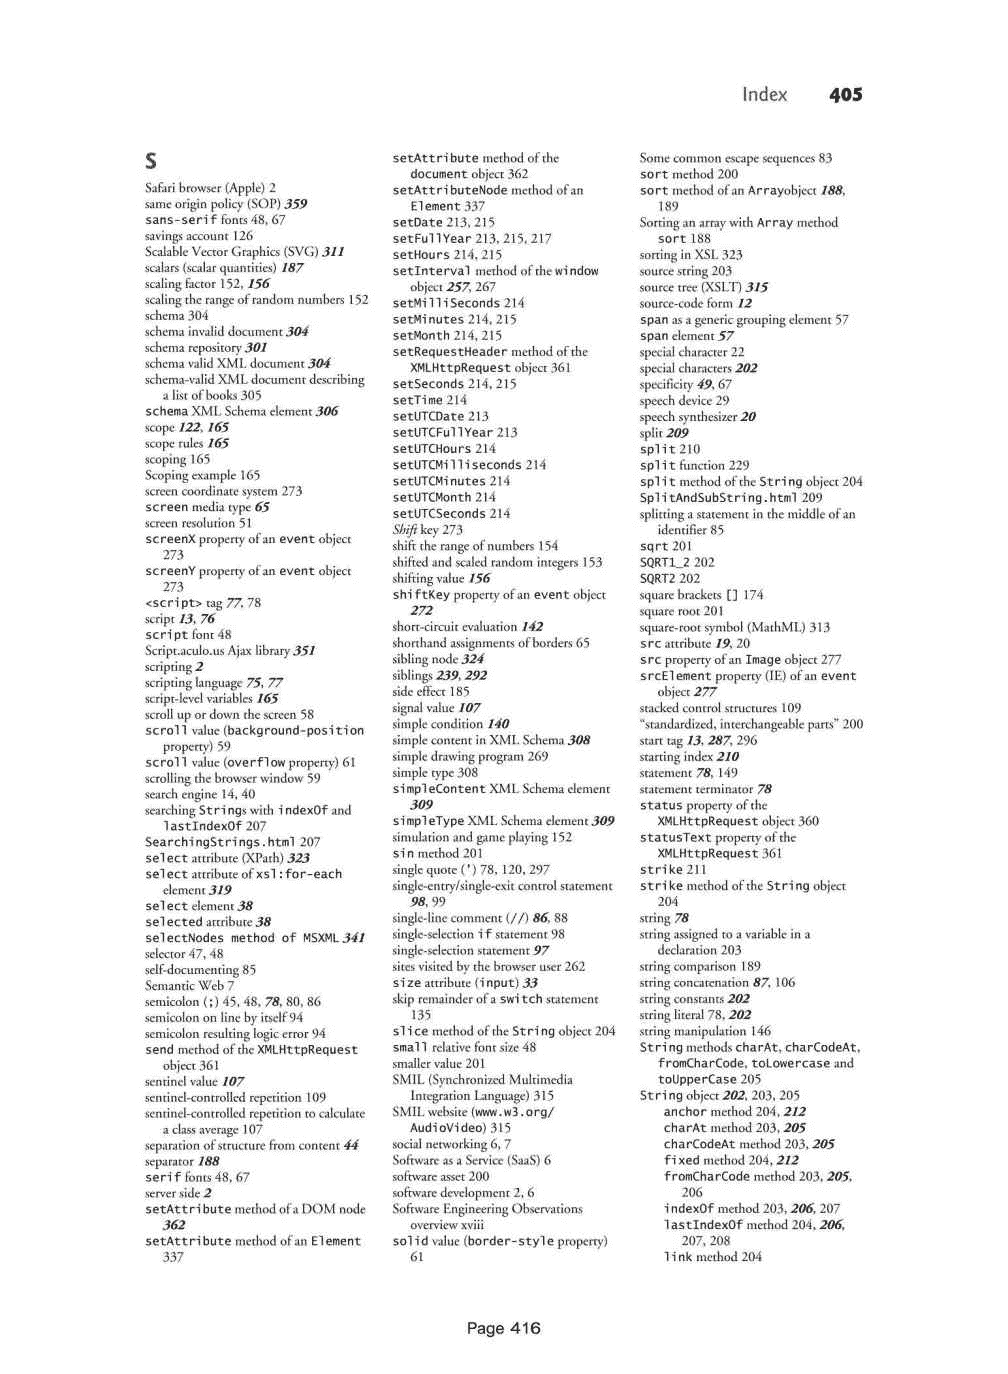 Index 405
S
Safari browser (Apple) 2
same origin policy (SOP) 359
sans-serif fonts 48, 67
savings account 126
Scalable Vector Graphics (SVG) 311
scalars (scalar quantities) 187
scaling factor 152, 156
scaling the range of random numbers 152
schema 304
schema invalid document 304
schema repository 301
schema valid XML document 304
schema-valid XML document describing
a list of books 305
schema XML Schema element 306
scope 122, 165
scope rules 165
scoping 165
Scoping example 165
screen coordinate system 273
screen media type 65
screen resolution 51
screenX property of an event object
273
screenY property of an event object
273
<script> tag 77, 78
script 13, 76
script font 48
Script.aculo.us Ajax library 351
scripting 2
scripting language 75, 77
script-level variables 165
scroll up or down the screen 58
scroll value (background-position
property) 59
scroll value (overflow property) 61
scrolling the browser window 59
search engine 14, 40
searching Strings with indexOf and
lastIndexOf 207
SearchingStrings.html 207
select attribute (XPath) 323
select attribute of xsl:for-each
element 319
select element 38
selected attribute 38
selectNodes method of MSXML 341
selector 47, 48
self-documenting 85
Semantic Web 7
semicolon (;) 45, 48, 78, 80, 86
semicolon on line by itself 94
semicolon resulting logic error 94
send method of the XMLHttpRequest
object 361
sentinel value 107
sentinel-controlled repetition 109
sentinel-controlled repetition to calculate
a class average 107
separation of structure from content 44
separator 188
serif fonts 48, 67
server side 2
setAttribute method of a DOM node
362
setAttribute method of an Element
337
setAttribute method of the
document object 362
setAttributeNode method of an
Element 337
setDate 213, 215
setFullYear 213, 215, 217
setHours 214, 215
setInterval method of the window
object 257, 267
setMilliSeconds 214
setMinutes 214, 215
setMonth 214, 215
setRequestHeader method of the
XMLHttpRequest object 361
setSeconds 214, 215
setTime 214
setUTCDate 213
setUTCFullYear 213
setUTCHours 214
setUTCMilliseconds 214
setUTCMinutes 214
setUTCMonth 214
setUTCSeconds 214
Shift key 273
shift the range of numbers 154
shifted and scaled random integers 153
shifting value 156
shiftKey property of an event object
272
short-circuit evaluation 142
shorthand assignments of borders 65
sibling node 324
siblings 239, 292
side effect 185
signal value 107
simple condition 140
simple content in XML Schema 308
simple drawing program 269
simple type 308
simpleContent XML Schema element
309
simpleType XML Schema element 309
simulation and game playing 152
sin method 201
single quote (') 78, 120, 297
single-entry/single-exit control statement
98, 99
single-line comment (//) 86, 88
single-selection if statement 98
single-selection statement 97
sites visited by the browser user 262
size attribute (input) 33
skip remainder of a switch statement
135
slice method of the String object 204
small relative font size 48
smaller value 201
SMIL (Synchronized Multimedia
Integration Language) 315
SMIL website (www.w3.org/
AudioVideo) 315
social networking 6, 7
Software as a Service (SaaS) 6
software asset 200
software development 2, 6
Software Engineering Observations
overview xviii
solid value (border-style property)
61
Some common escape sequences 83
sort method 200
sort method of an Arrayobject 188,
189
Sorting an array with Array method
sort 188
sorting in XSL 323
source string 203
source tree (XSLT) 315
source-code form 12
span as a generic grouping element 57
span element 57
special character 22
special characters 202
specificity 49, 67
speech device 29
speech synthesizer 20
split 209
split 210
split function 229
split method of the String object 204
SplitAndSubString.html 209
splitting a statement in the middle of an
identifier 85
sqrt 201
SQRT1_2 202
SQRT2 202
square brackets [] 174
square root 201
square-root symbol (MathML) 313
src attribute 19, 20
src property of an Image object 277
srcElement property (IE) of an event
object 277
stacked control structures 109
“standardized, interchangeable parts” 200
start tag 13, 287, 296
starting index 210
statement 78, 149
statement terminator 78
status property of the
XMLHttpRequest object 360
statusText property of the
XMLHttpRequest 361
strike 211
strike method of the String object
204
string 78
string assigned to a variable in a
declaration 203
string comparison 189
string concatenation 87, 106
string constants 202
string literal 78, 202
string manipulation 146
String methods charAt, charCodeAt,
fromCharCode, toLowercase and
toUpperCase 205
String object 202, 203, 205
anchor method 204, 212
charAt method 203, 205
charCodeAt method 203, 205
fixed method 204, 212
fromCharCode method 203, 205,
206
indexOf method 203, 206, 207
lastIndexOf method 204, 206,
207, 208
link method 204
Page 416